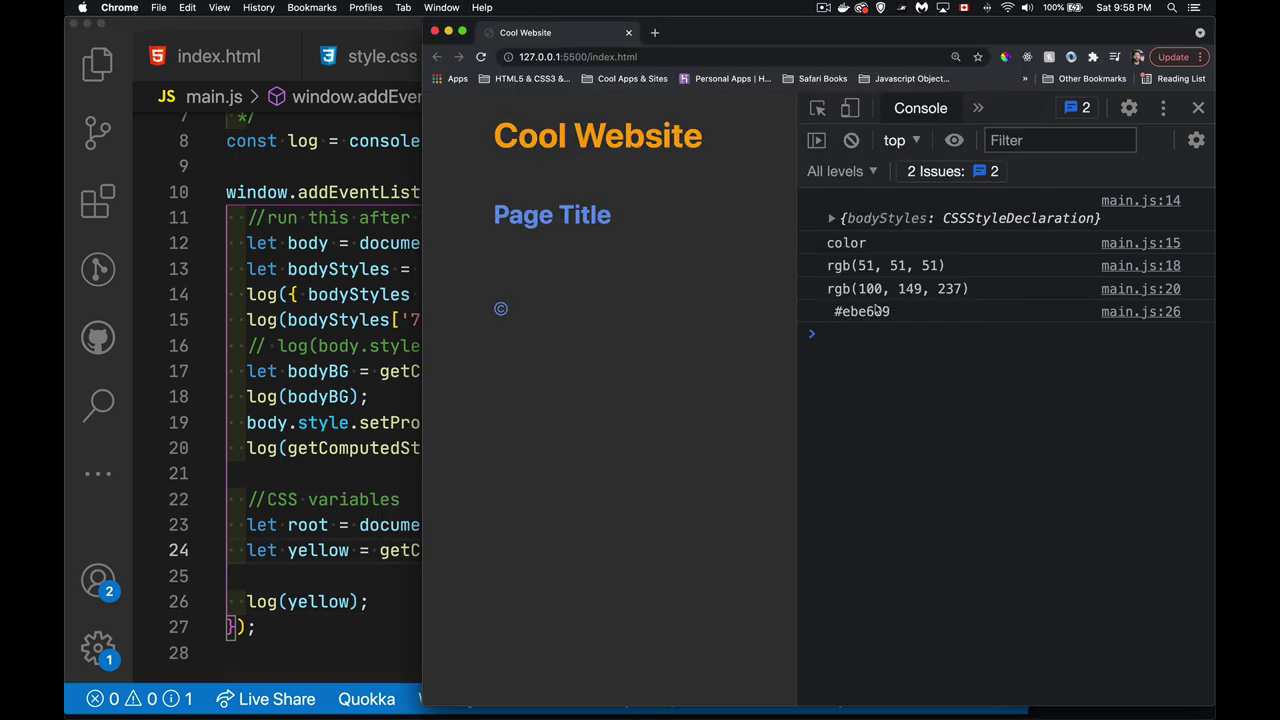 Chrome File Edit View History Bookmarks Profiles Tab Window Help 100% Sat 9:58 PM
index.html style.css
main.js > window.addEver
7 */
8 const log = console
9
10 window.addEventList
11 //run this after
12 let body = docume
13 let bodyStyles =
14 log({ bodyStyles
15 log(bodyStyles['7
16 // log(body.style
17 let bodyBG = getC
18 log(bodyBG);
19 body.style.setPro
20 log(getComputedSt
21
22 //CSS variables
23 let root = docume
24 let yellow = getC
25
26 log(yellow);
27 });
28
2
1
0 0 1 Live Share Quokka
Cool Website
127.0.0.1:5500/index.html Update
Apps HTML5 & CSS3 &... Cool Apps & Sites Personal Apps | H... Safari Books Javascript Object... » Other Bookmarks Reading List
Cool Website
Page Title
©
Console » 2
top Filter
All levels 2 Issues: 2
main.js:14
{bodyStyles: CSSStyleDeclaration}
color main.js:15
rgb(51, 51, 51) main.js:18
rgb(100, 149, 237) main.js:20
main.js:26